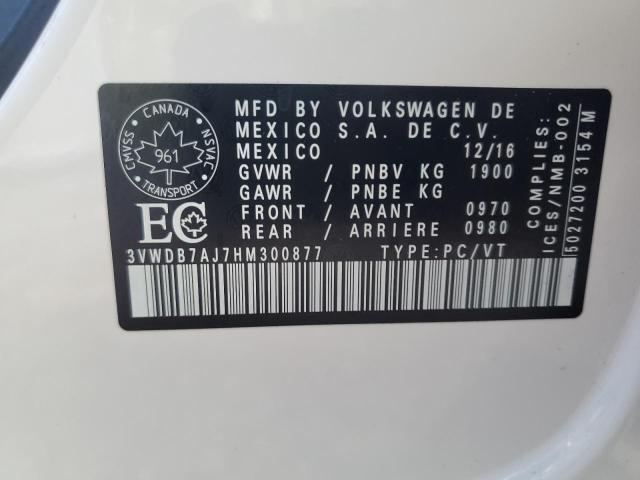 CANADA
CMVSS
NSVAC
961
TRANSPORT
EC
MFD BY VOLKSWAGEN DE
MEXICO S.A. DE C.V.
MEXICO 12/16
GVWR / PNBV KG 1900
GAWR / PNBE KG
FRONT / AVANT 0970
REAR / ARRIERE 0980
3VWDB7AJ7HM300877 TYPE:PC/VT
COMPLIES:
ICES/NMB-002
5027200 3154 M